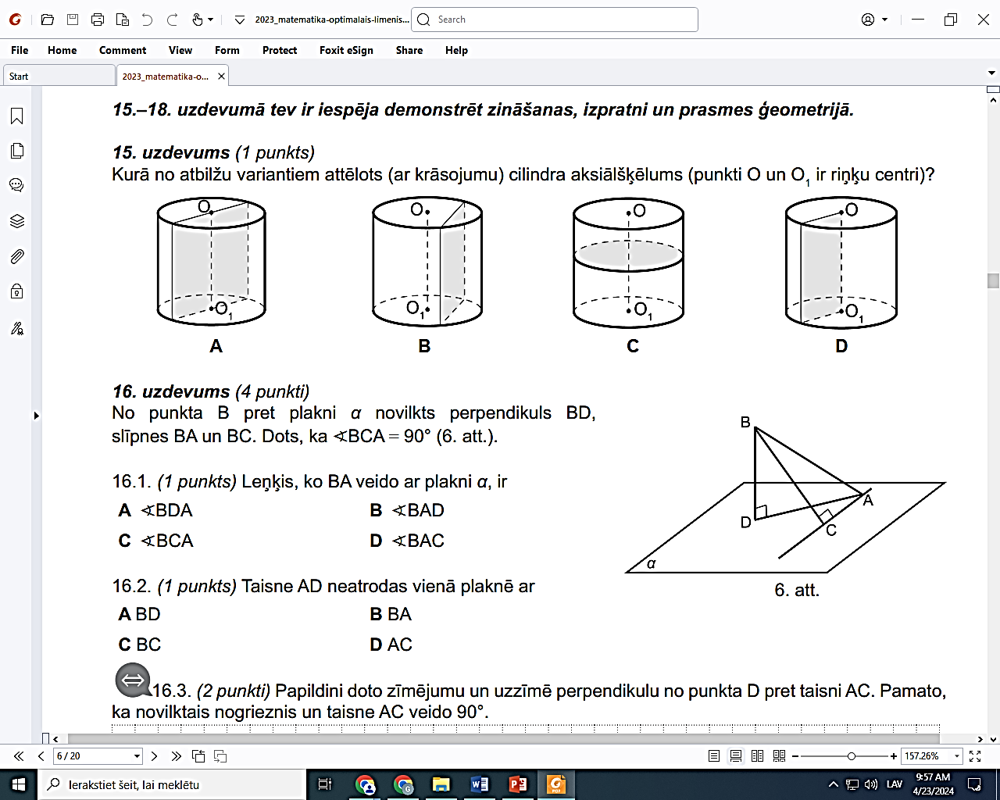 2023_matematika-optimalais-limenis...
Search
File Home Comment View Form Protect Foxit eSign Share Help
Start
2023_matematika-o...
15.–18. uzdevumā tev ir iespēja demonstrēt zināšanas, izpratni un prasmes ģeometrijā.
15. uzdevums (1 punkts)
Kurā no atbilžu variantiem attēlots (ar krāsojumu) cilindra aksiālšķēlums (punkti O un O₁ ir riņķu centri)?
O O O O
O₁ O₁ O₁ O₁
A B C D
16. uzdevums (4 punkti)
No punkta B pret plakni α novilkts perpendikuls BD,
slīpnes BA un BC. Dots, ka ∢BCA = 90° (6. att.).
B
A
D
C
α
6. att.
16.1. (1 punkts) Leņķis, ko BA veido ar plakni α, ir
A ∢BDA B ∢BAD
C ∢BCA D ∢BAC
16.2. (1 punkts) Taisne AD neatrodas vienā plaknē ar
A BD B BA
C BC D AC
16.3. (2 punkti) Papildini doto zīmējumu un uzzīmē perpendikulu no punkta D pret taisni AC. Pamato,
ka novilktais nogrieznis un taisne AC veido 90°.
6 / 20
157.26%
Ierakstiet šeit, lai meklētu
LAV
9:57 AM
4/23/2024